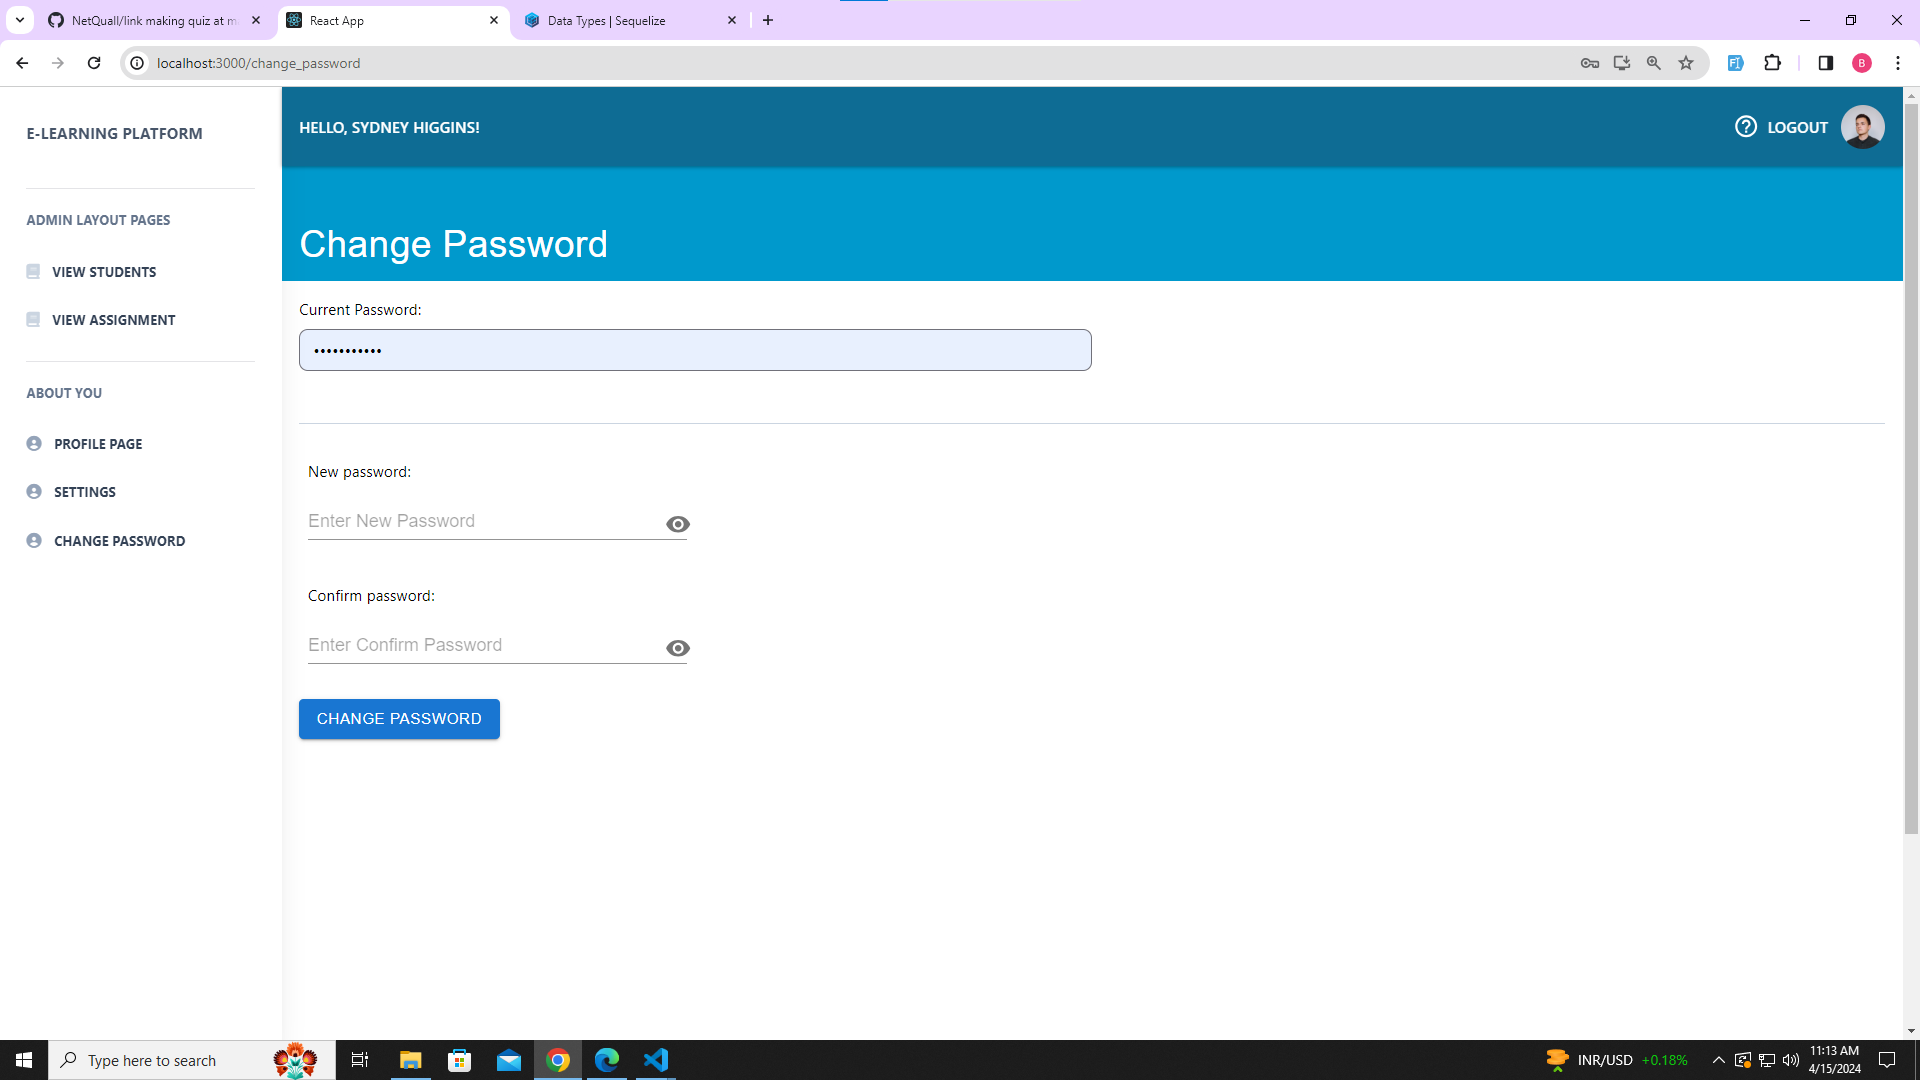 NetQuall/link making quiz at m
React App
Data Types | Sequelize
localhost:3000/change_password
B
E-LEARNING PLATFORM
HELLO, SYDNEY HIGGINS!
LOGOUT
ADMIN LAYOUT PAGES
VIEW STUDENTS
VIEW ASSIGNMENT
ABOUT YOU
PROFILE PAGE
SETTINGS
CHANGE PASSWORD
Change Password
Current Password:
•••••••••••
New password:
Enter New Password
Confirm password:
Enter Confirm Password
CHANGE PASSWORD
Type here to search
INR/USD +0.18%
11:13 AM
4/15/2024